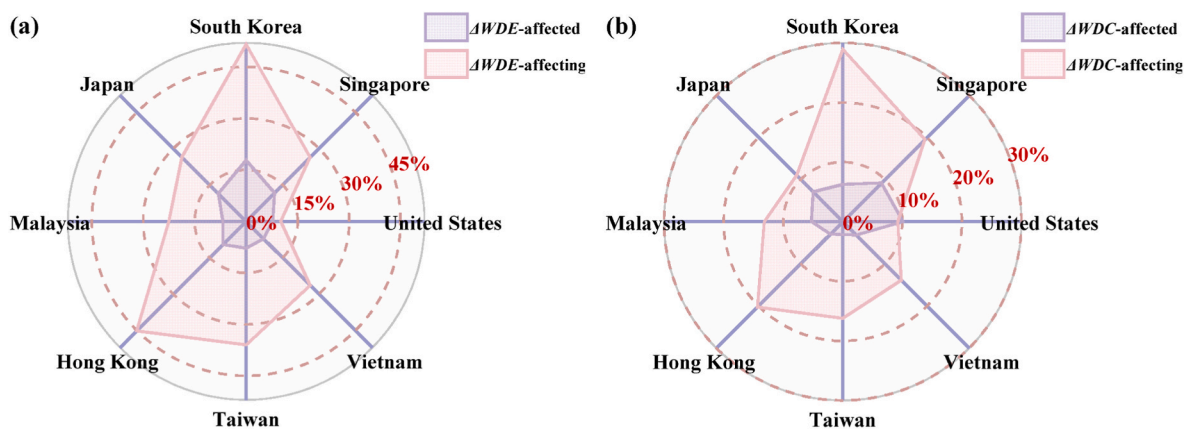 (a)
South Korea
ΔWDE-affected
ΔWDE-affecting
Japan
Singapore
45%
30%
15%
0%
Malaysia
United States
Hong Kong
Vietnam
Taiwan
(b)
South Korea
ΔWDC-affected
ΔWDC-affecting
Japan
Singapore
30%
20%
10%
0%
Malaysia
United States
Hong Kong
Vietnam
Taiwan